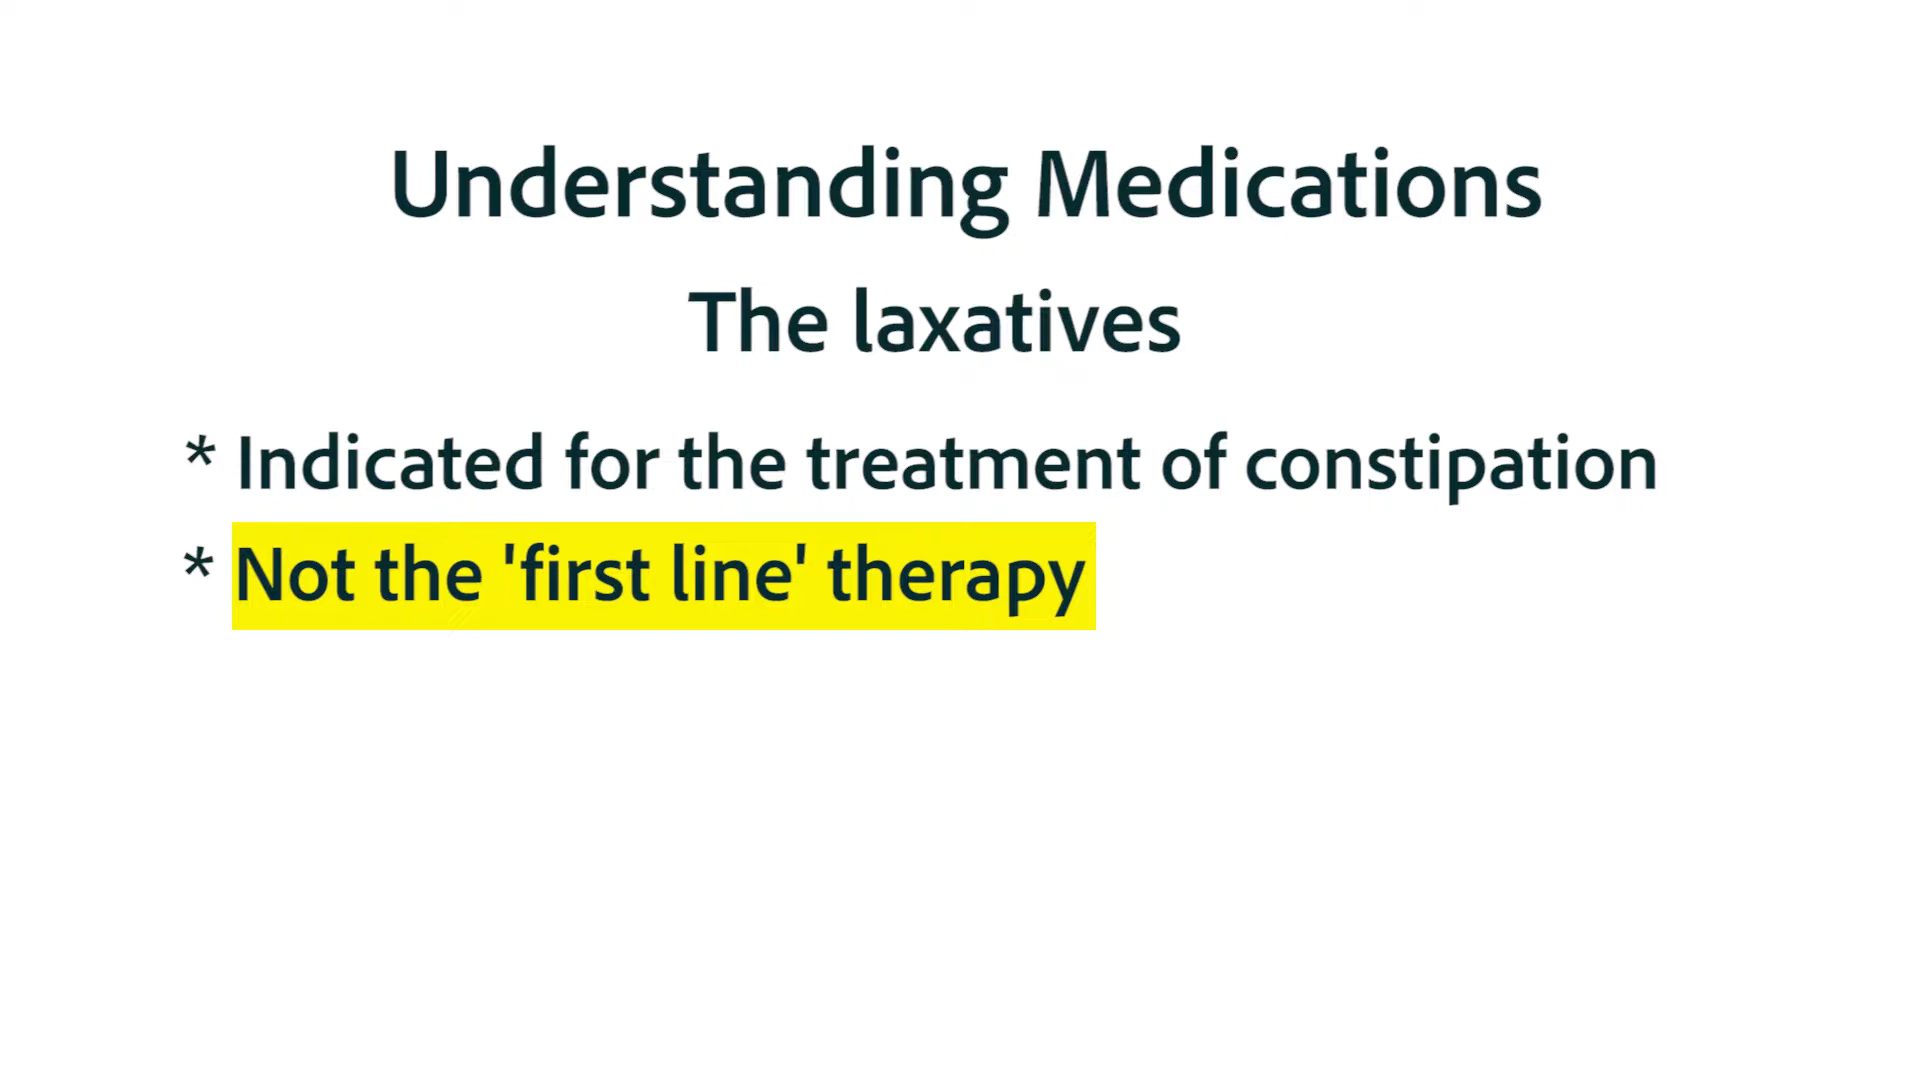 Understanding Medications
The laxatives
* Indicated for the treatment of constipation
* Not the 'first line' therapy